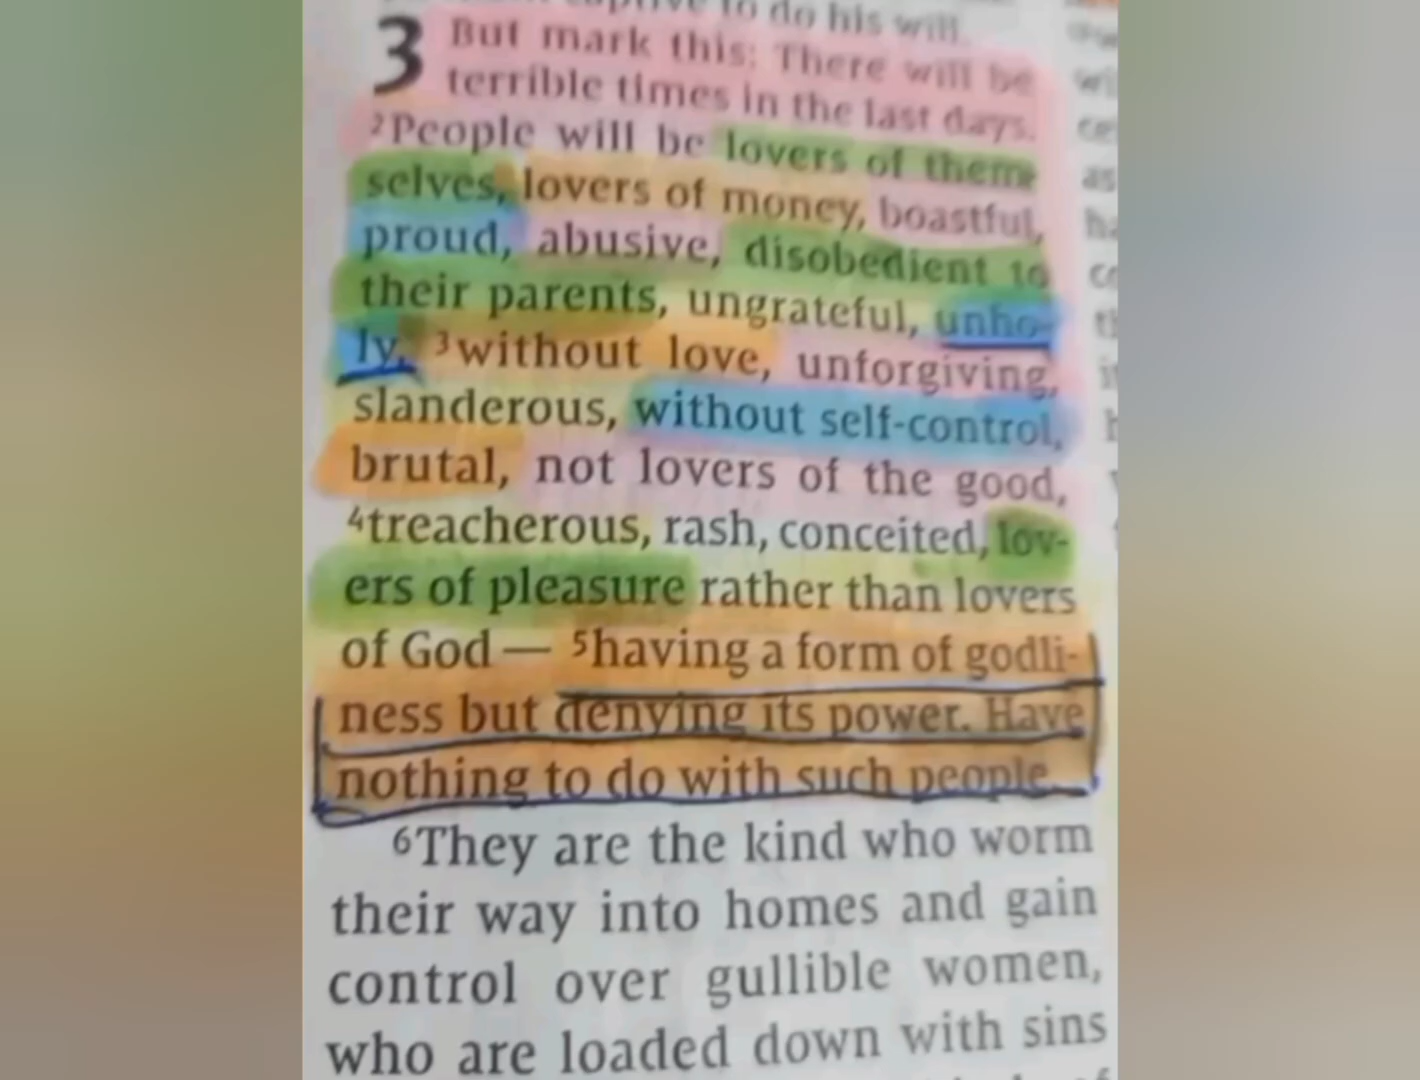 captive to do his will.
3 But mark this: There will be
terrible times in the last days.
2People will be lovers of them-
selves, lovers of money, boastful,
proud, abusive, disobedient to
their parents, ungrateful, unho-
ly, 3without love, unforgiving,
slanderous, without self-control,
brutal, not lovers of the good,
4treacherous, rash, conceited, lov-
ers of pleasure rather than lovers
of God— 5having a form of godli-
ness but denying its power. Have
nothing to do with such people.
6They are the kind who worm
their way into homes and gain
control over gullible women,
who are loaded down with sins